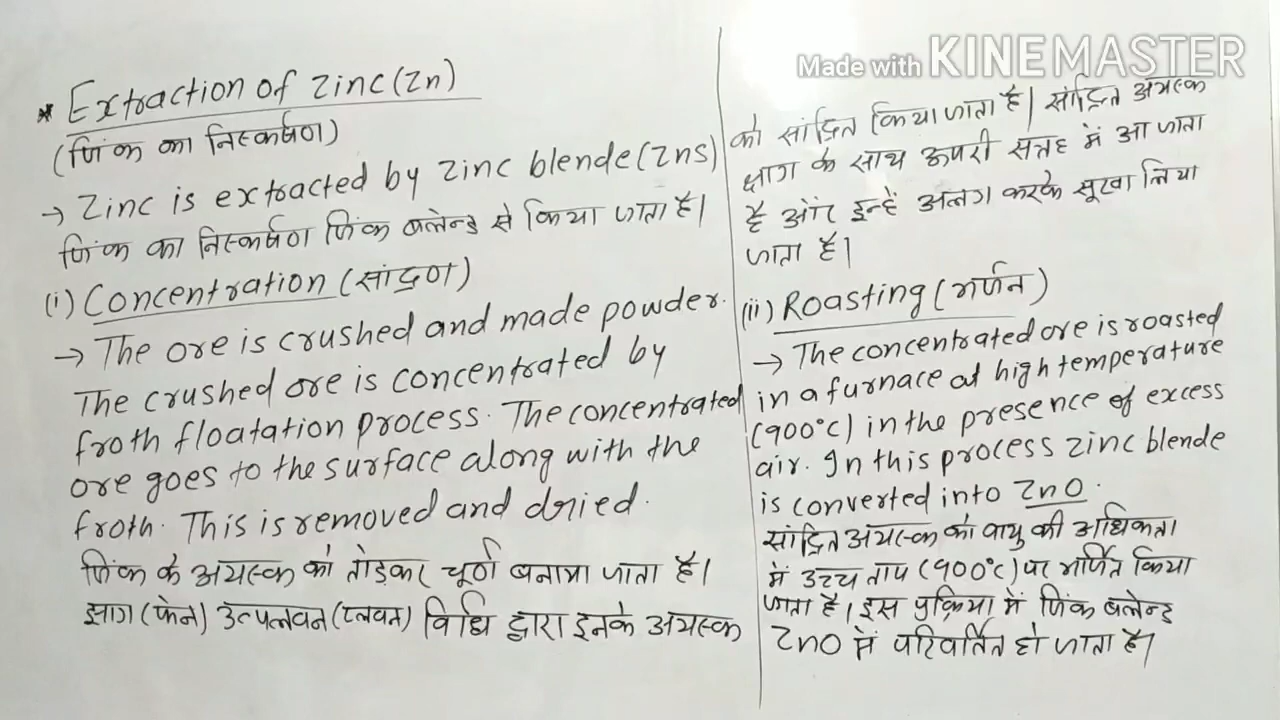 * Extraction of Zinc(Zn)
(जिंक का निस्कर्षण)
→ Zinc is extracted by Zinc blende(Zns)
जिंक का निस्कर्षण जिंक बलेन्ड से किया जाता है।
(i) Concentration (सांद्रण)
→ The ore is crushed and made powder.
The crushed ore is concentrated by
froth floatation process. The concentrated
ore goes to the surface along with the
froth. This is removed and dried.
जिंक के अयस्क को तोड़कर चूर्ण बनाया जाता है।
झाग (फेन) उत्पलवन (प्लवन) विधि द्वारा इनके अयस्क
Made with KINEMASTER
को सांद्रित किया जाता है। सांद्रित अयस्क
झाग के साथ ऊपरी सतह में आ जाता
है और इन्हें अलग करके सूखा लिया
जाता है।
(ii) Roasting (भर्जन)
→ The concentrated ore is roasted
in a furnace at high temperature
(900°C) in the presence of excess
air. In this process zinc blende
is converted into ZnO.
सांद्रित अयस्क को वायु की अधिकता
में उच्च ताप (900°C) पर भर्जित किया
जाता है। इस प्रक्रिया में जिंक बलेन्ड
ZnO में परिवर्तित हो जाता है।